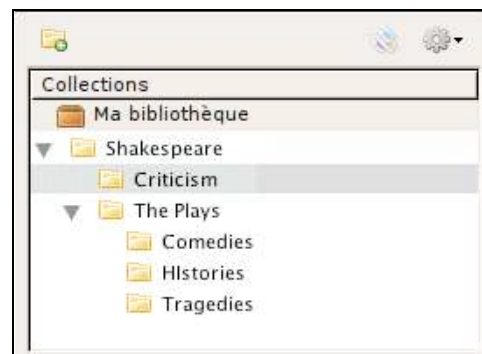 Collections
Ma bibliothèque
Shakespeare
Criticism
The Plays
Comedies
HIstories
Tragedies